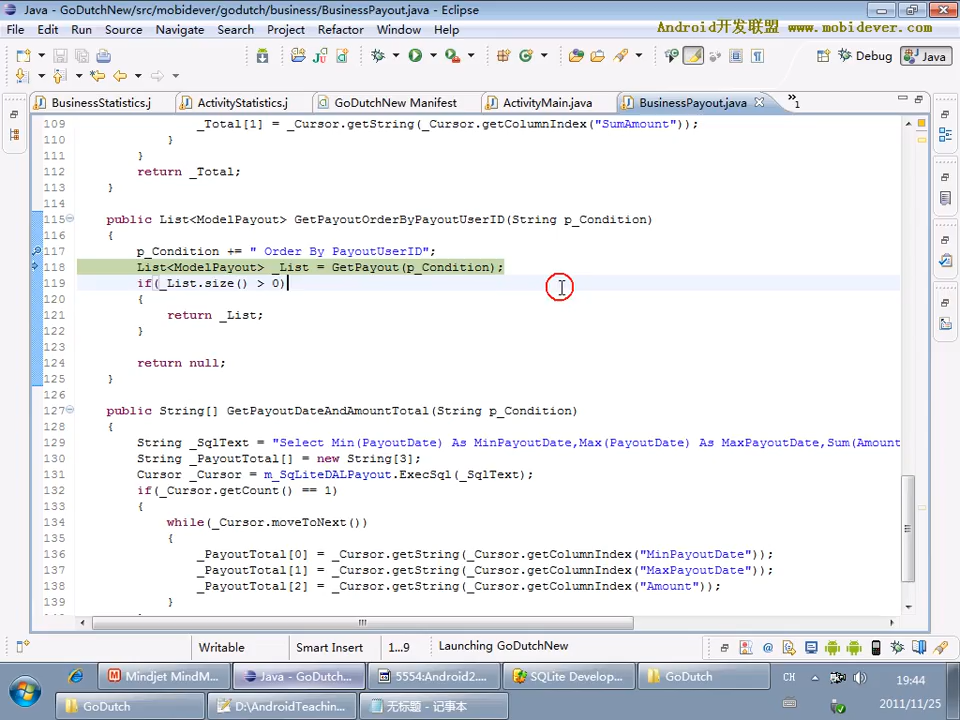 Java - GoDutchNew/src/mobidever/godutch/business/BusinessPayout.java - Eclipse
Android开发联盟 www.mobidever.com
File Edit Run Source Navigate Search Project Refactor Window Help
Debug Java
BusinessStatistics.j ActivityStatistics.j GoDutchNew Manifest ActivityMain.java BusinessPayout.java »1
109 _Total[1] = _Cursor.getString(_Cursor.getColumnIndex("SumAmount"));
110 }
111 }
112 return _Total;
113 }
114
115 public List<ModelPayout> GetPayoutOrderByPayoutUserID(String p_Condition)
116 {
117 p_Condition += " Order By PayoutUserID";
118 List<ModelPayout> _List = GetPayout(p_Condition);
119 if(_List.size() > 0)
120 {
121 return _List;
122 }
123
124 return null;
125 }
126
127 public String[] GetPayoutDateAndAmountTotal(String p_Condition)
128 {
129 String _SqlText = "Select Min(PayoutDate) As MinPayoutDate,Max(PayoutDate) As MaxPayoutDate,Sum(Amount
130 String _PayoutTotal[] = new String[3];
131 Cursor _Cursor = m_SqLiteDALPayout.ExecSql(_SqlText);
132 if(_Cursor.getCount() == 1)
133 {
134 while(_Cursor.moveToNext())
135 {
136 _PayoutTotal[0] = _Cursor.getString(_Cursor.getColumnIndex("MinPayoutDate"));
137 _PayoutTotal[1] = _Cursor.getString(_Cursor.getColumnIndex("MaxPayoutDate"));
138 _PayoutTotal[2] = _Cursor.getString(_Cursor.getColumnIndex("Amount"));
139 }
Writable Smart Insert 1...9 Launching GoDutchNew
Mindjet MindM... Java - GoDutch... 5554:Android2.... SQLite Develop... GoDutch CH 19:44
GoDutch D:\AndroidTeachin... 无标题 - 记事本 2011/11/25